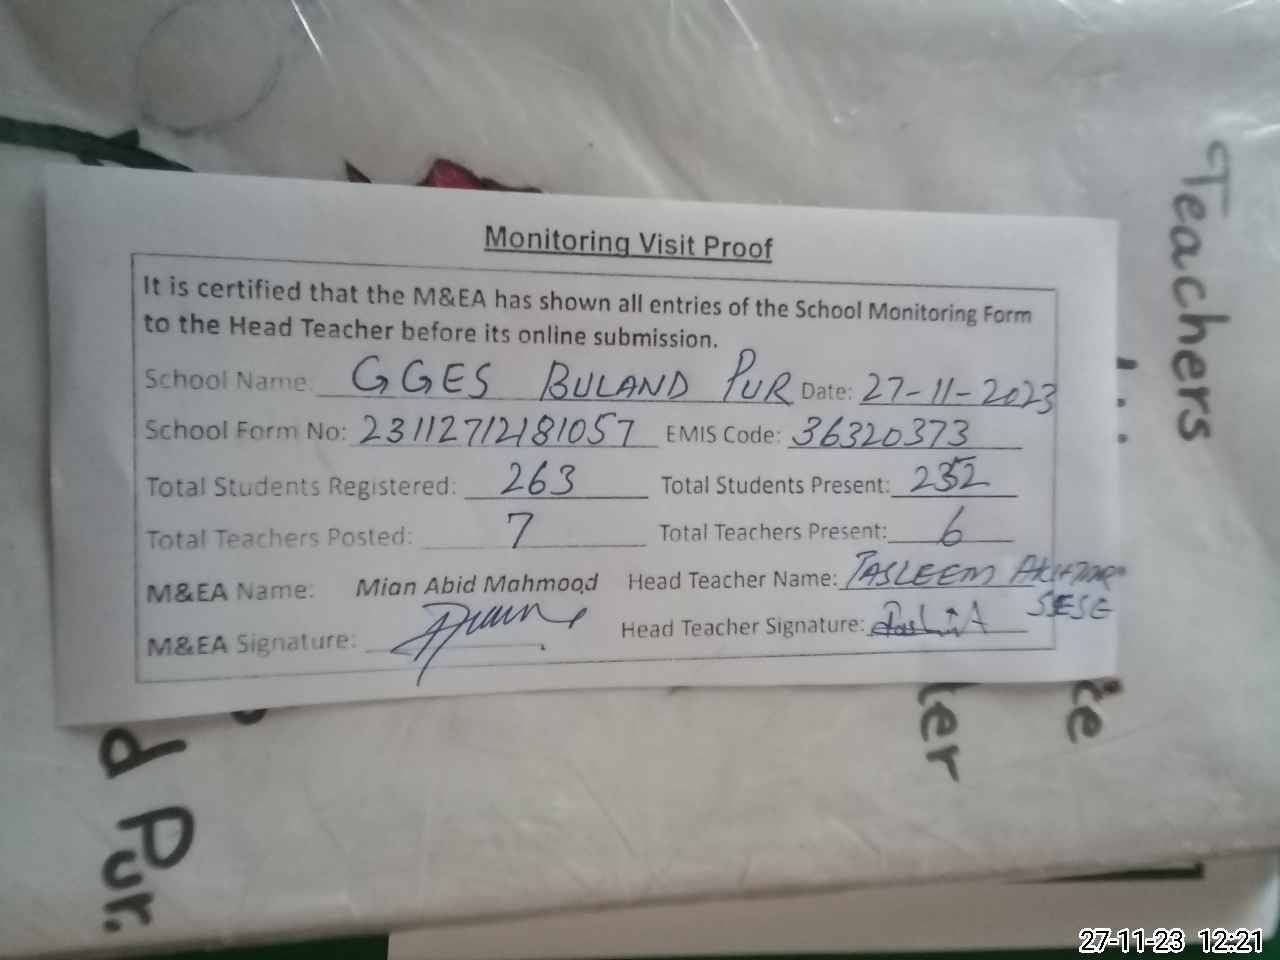 Monitoring Visit Proof
It is certified that the M&EA has shown all entries of the School Monitoring Form
to the Head Teacher before its online submission.
School Name: GGES BULAND PUR Date: 27-11-2023
School Form No: 23112712181057 EMIS Code: 36320373
Total Students Registered: 263 Total Students Present: 232
Total Teachers Posted: 7 Total Teachers Present: 6
M&EA Name: Mian Abid Mahmood Head Teacher Name: TASLEEM AKHTAR
SESE
M&EA Signature: Head Teacher Signature:
Teachers
d Pur.
27-11-23 12:21